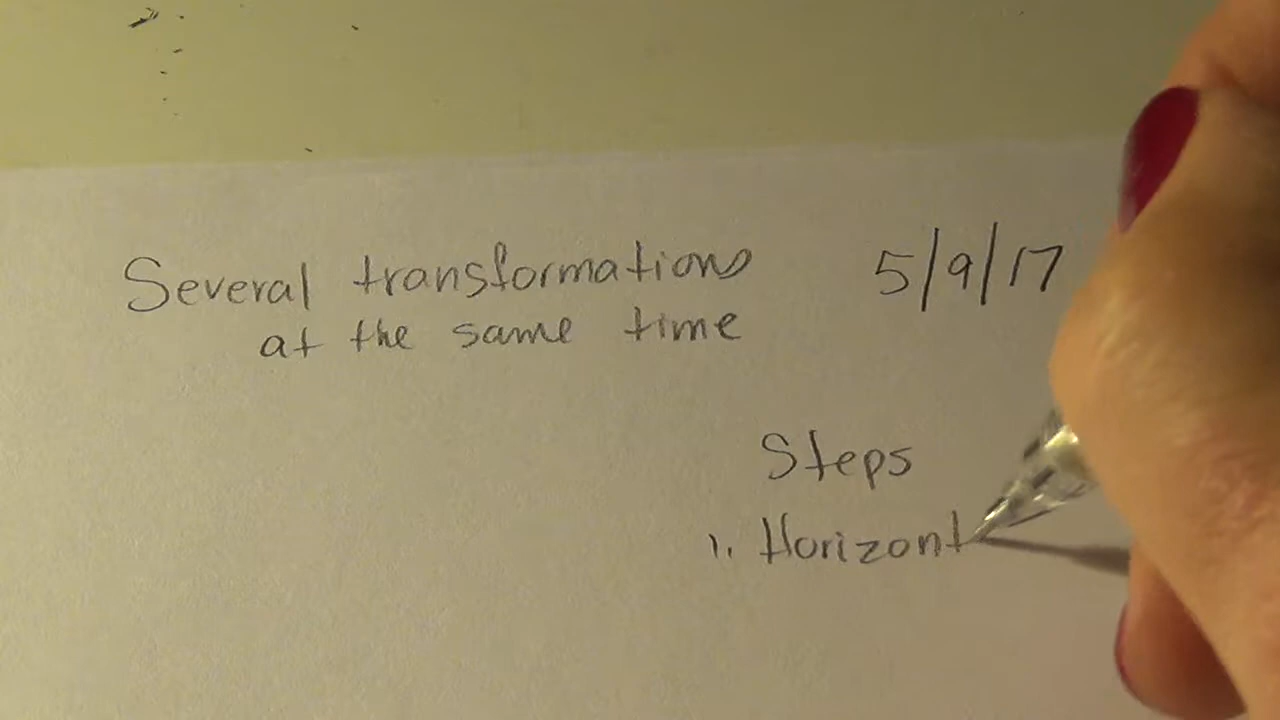 Several transformations 5/9/17
at the same time
Steps
1. Horizont